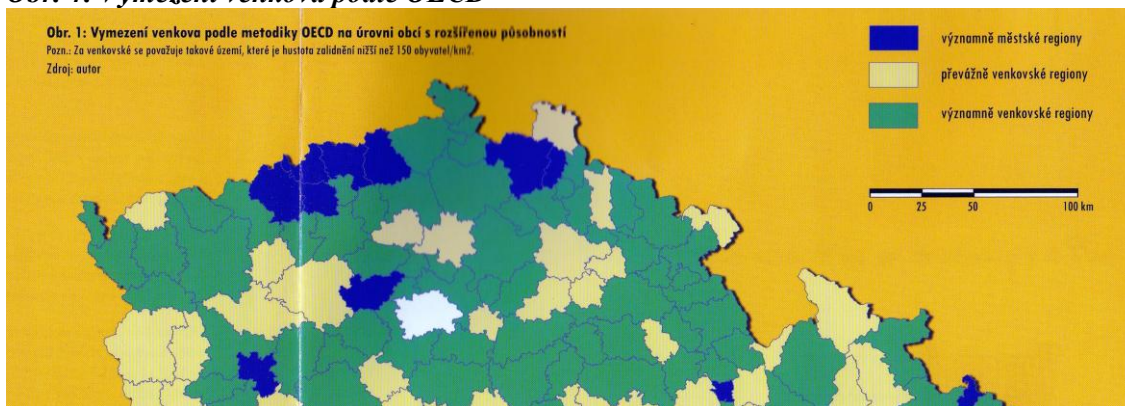 Obr. 1: Vymezení venkova podle metodiky OECD na úrovni obcí s rozšířenou působností
Pozn.: Za venkovské se považuje takové území, které je hustota zalidnění nižší než 150 obyvatel/km2.
Zdroj: autor
významně městské regiony
převážně venkovské regiony
významně venkovské regiony
0 25 50 100 km